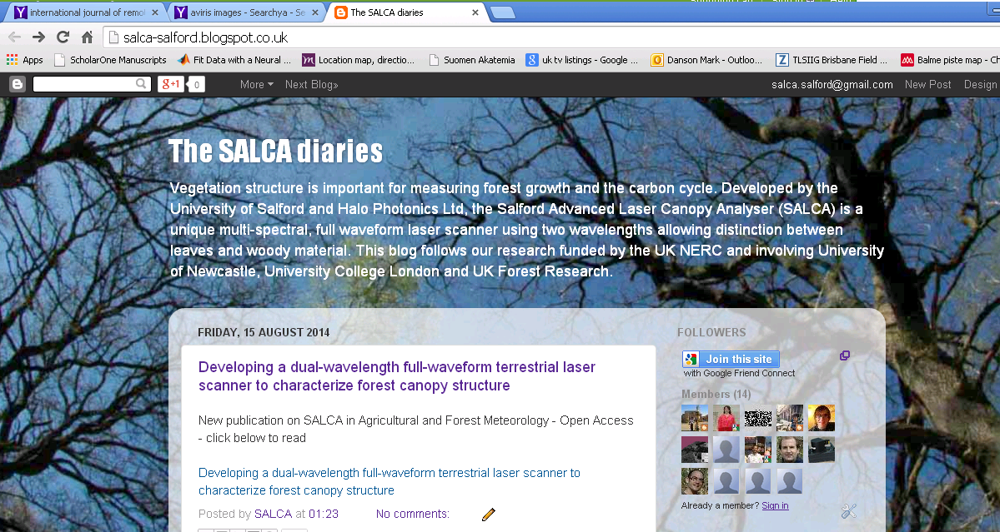 Shopping Cart | Sign In | Help
international journal of remo
aviris images - Searchya - Se
The SALCA diaries
salca-salford.blogspot.co.uk
Apps
ScholarOne Manuscripts
Fit Data with a Neural ...
Location map, directio...
Suomen Akatemia
uk tv listings - Google ...
Danson Mark - Outloo...
TLSIIG Brisbane Field ...
Balme piste map - Ch
g+1 0
More
Next Blog»
salca.salford@gmail.com
New Post
Design
The SALCA diaries
Vegetation structure is important for measuring forest growth and the carbon cycle. Developed by the
University of Salford and Halo Photonics Ltd, the Salford Advanced Laser Canopy Analyser (SALCA) is a
unique multi-spectral, full waveform laser scanner using two wavelengths allowing distinction between
leaves and woody material. This blog follows our research funded by the UK NERC and involving University
of Newcastle, University College London and UK Forest Research.
FRIDAY, 15 AUGUST 2014
Developing a dual-wavelength full-waveform terrestrial laser
scanner to characterize forest canopy structure
New publication on SALCA in Agricultural and Forest Meteorology - Open Access
- click below to read
Developing a dual-wavelength full-waveform terrestrial laser scanner to
characterize forest canopy structure
Posted by SALCA at 01:23 No comments:
FOLLOWERS
Join this site
with Google Friend Connect
Members (14)
Already a member? Sign in